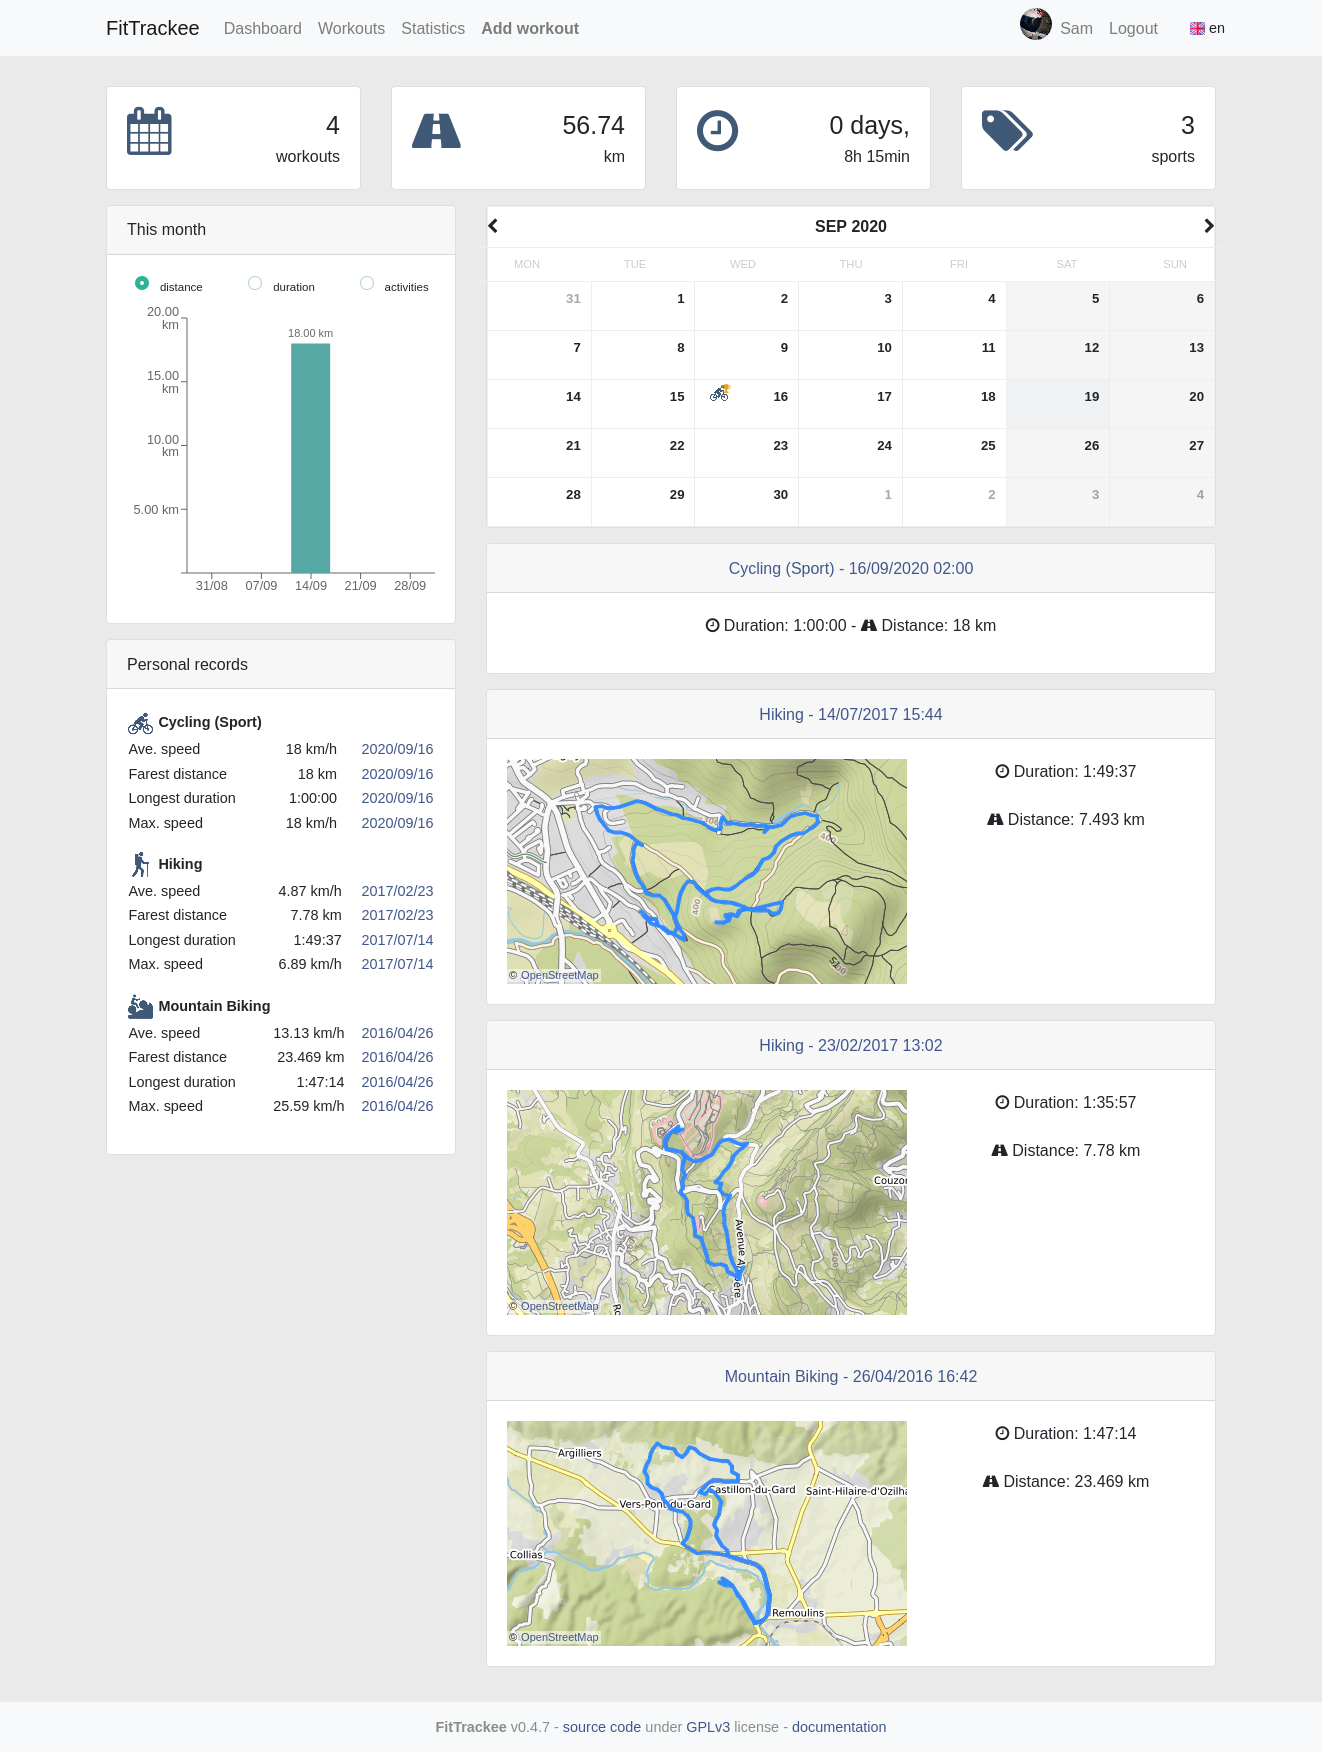 FitTrackee Dashboard Workouts Statistics Add workout Sam Logout en
4
workouts
56.74
km
0 days,
8h 15min
3
sports
This month
distance duration activities
20.00
km
15.00
km
10.00
km
5.00 km
18.00 km
31/08 07/09 14/09 21/09 28/09
Personal records
Cycling (Sport)
Ave. speed 18 km/h 2020/09/16
Farest distance 18 km 2020/09/16
Longest duration 1:00:00 2020/09/16
Max. speed 18 km/h 2020/09/16
Hiking
Ave. speed 4.87 km/h 2017/02/23
Farest distance 7.78 km 2017/02/23
Longest duration 1:49:37 2017/07/14
Max. speed 6.89 km/h 2017/07/14
Mountain Biking
Ave. speed 13.13 km/h 2016/04/26
Farest distance 23.469 km 2016/04/26
Longest duration 1:47:14 2016/04/26
Max. speed 25.59 km/h 2016/04/26
SEP 2020
MON TUE WED THU FRI SAT SUN
31 1 2 3 4 5 6
7 8 9 10 11 12 13
14 15 16 17 18 19 20
21 22 23 24 25 26 27
28 29 30 1 2 3 4
Cycling (Sport) - 16/09/2020 02:00
Duration: 1:00:00 - Distance: 18 km
Hiking - 14/07/2017 15:44
400
400
© OpenStreetMap
Duration: 1:49:37
Distance: 7.493 km
Hiking - 23/02/2017 13:02
Couzon
Avenue
© OpenStreetMap
Duration: 1:35:57
Distance: 7.78 km
Mountain Biking - 26/04/2016 16:42
Argilliers
Castillon-du-Gard
Saint-Hilaire-d'Ozilha
Vers-Pont-du-Gard
Collias
Remoulins
© OpenStreetMap
Duration: 1:47:14
Distance: 23.469 km
FitTrackee v0.4.7 - source code under GPLv3 license - documentation